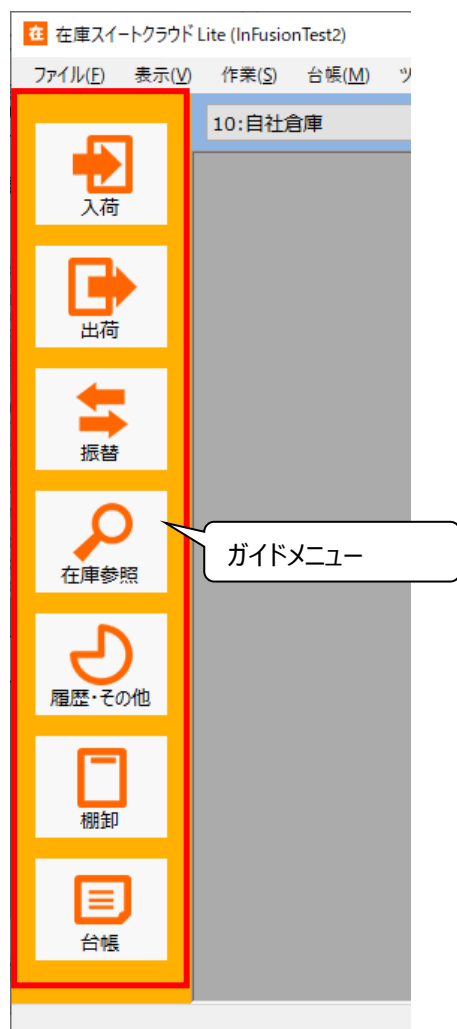 在 在庫スイートクラウド Lite (InFusionTest2)
ファイル(F) 表示(V) 作業(S) 台帳(M) ツ
10:自社倉庫
入荷
出荷
振替
在庫参照
ガイドメニュー
履歴・その他
棚卸
台帳